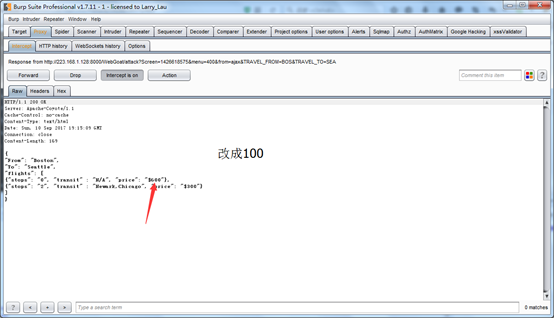 Burp Suite Professional v1.7.11 - 1 - licensed to Larry_Lau
Burp Intruder Repeater Window Help
Target Proxy Spider Scanner Intruder Repeater Sequencer Decoder Comparer Extender Project options User options Alerts Sqlmap Authz AuthMatrix Google Hack xssValidator
Intercept HTTP history WebSockets history Options
Response from http://223.168.1.128:8000/WebGoat/attack?Screen=1426618575&menu=400&from=ajax&TRAVEL_FROM=BOS&TRAVEL_TO=SEA
Forward Drop Intercept is on Action Comment this item ?
Raw Headers Hex
HTTP/1.1 200 OK
Server: Apache-Coyote/1.1
Cache-Control: no-cache
Content-Type: text/html
Date: Sun, 10 Sep 2017 19:15:09 GMT
Connection: close
Content-Length: 169
{
"From": "Boston",
"To": "Seattle",
"flights": [
{"stops": "0", "transit" : "N/A", "price": "$600"},
{"stops": "2", "transit" : "Newark,Chicago", "price": "$300"}
]
}
改成100
? < + > Type a search term 0 matches